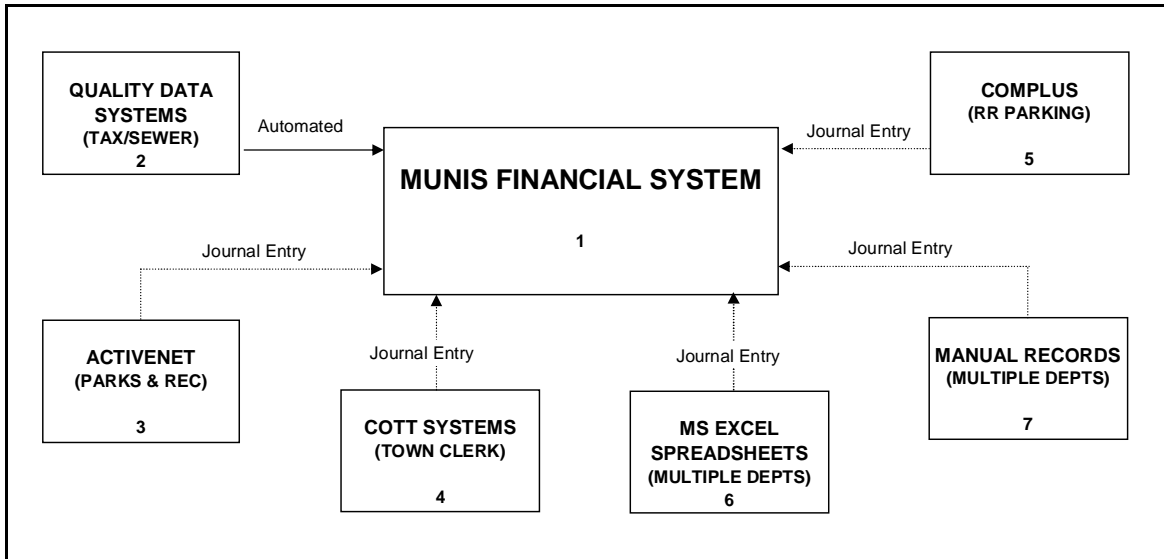 QUALITY DATA
SYSTEMS
(TAX/SEWER)
2
Automated
MUNIS FINANCIAL SYSTEM
1
COMPLUS
(RR PARKING)
5
Journal Entry
Journal Entry
Journal Entry
ACTIVENET
(PARKS & REC)
3
Journal Entry
COTT SYSTEMS
(TOWN CLERK)
4
Journal Entry
MS EXCEL
SPREADSHEETS
(MULTIPLE DEPTS)
6
MANUAL RECORDS
(MULTIPLE DEPTS)
7